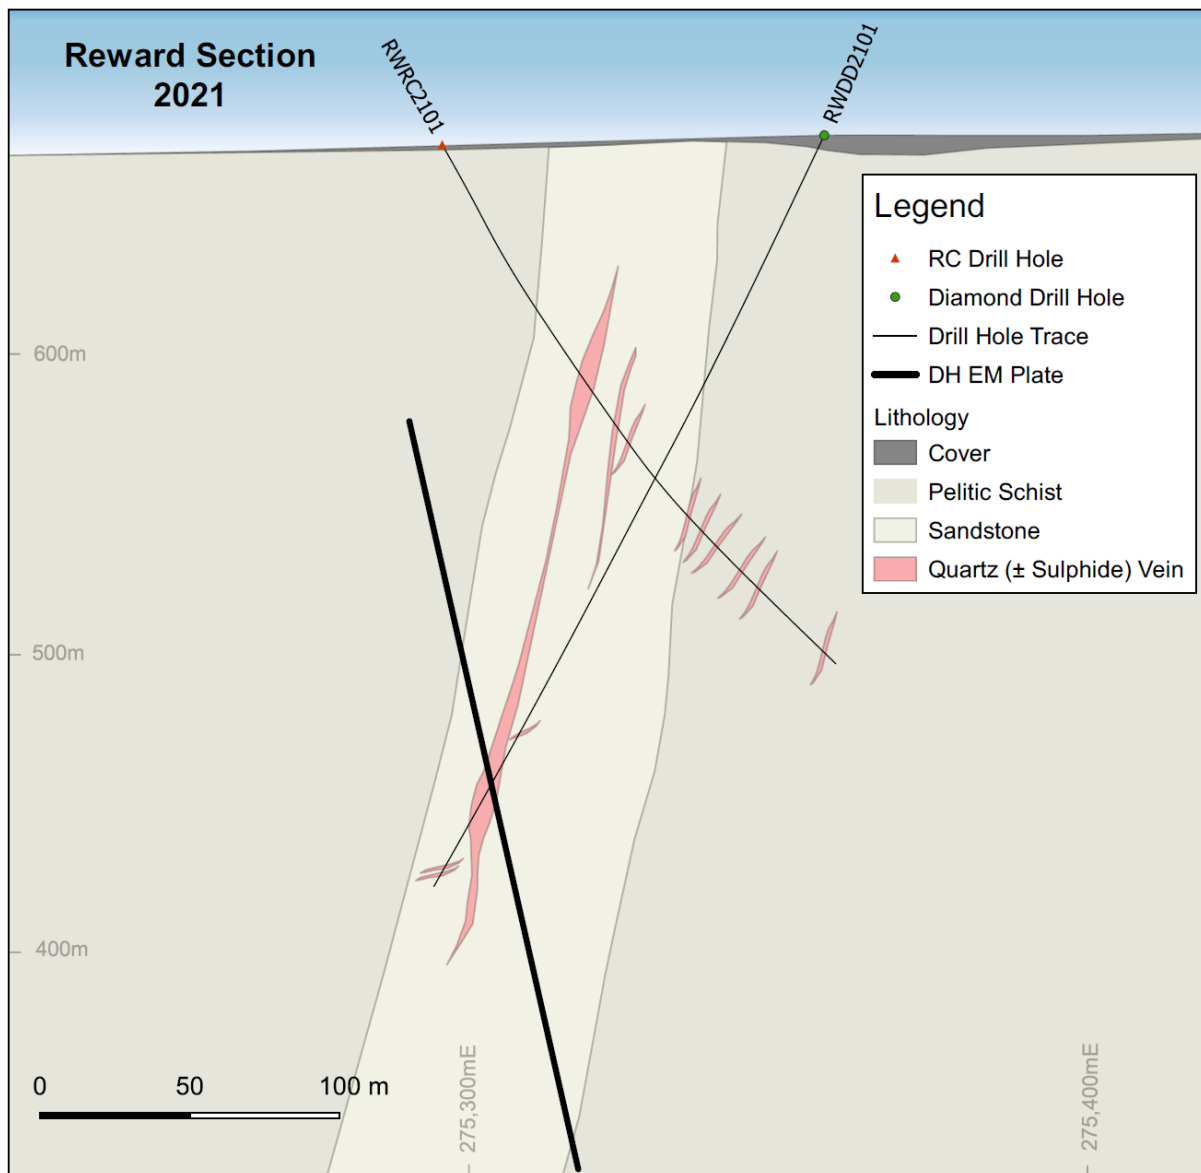 Reward Section
2021
RWRC2101
RWDD2101
Legend
RC Drill Hole
Diamond Drill Hole
Drill Hole Trace
DH EM Plate
Lithology
Cover
Pelitic Schist
Sandstone
Quartz (± Sulphide) Vein
600m
500m
400m
0 50 100 m
275,300mE
275,400mE